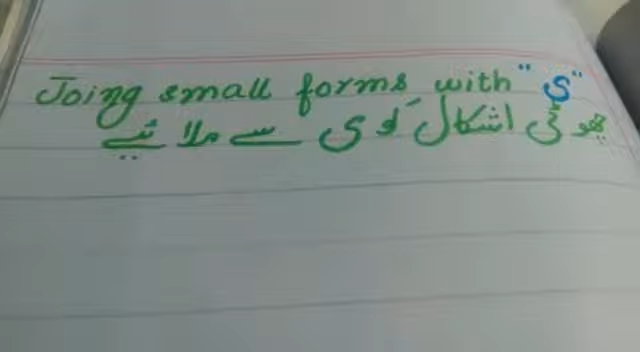 Joing small forms with "ی"
چھوٹی اشکال کو ی سے ملائیے